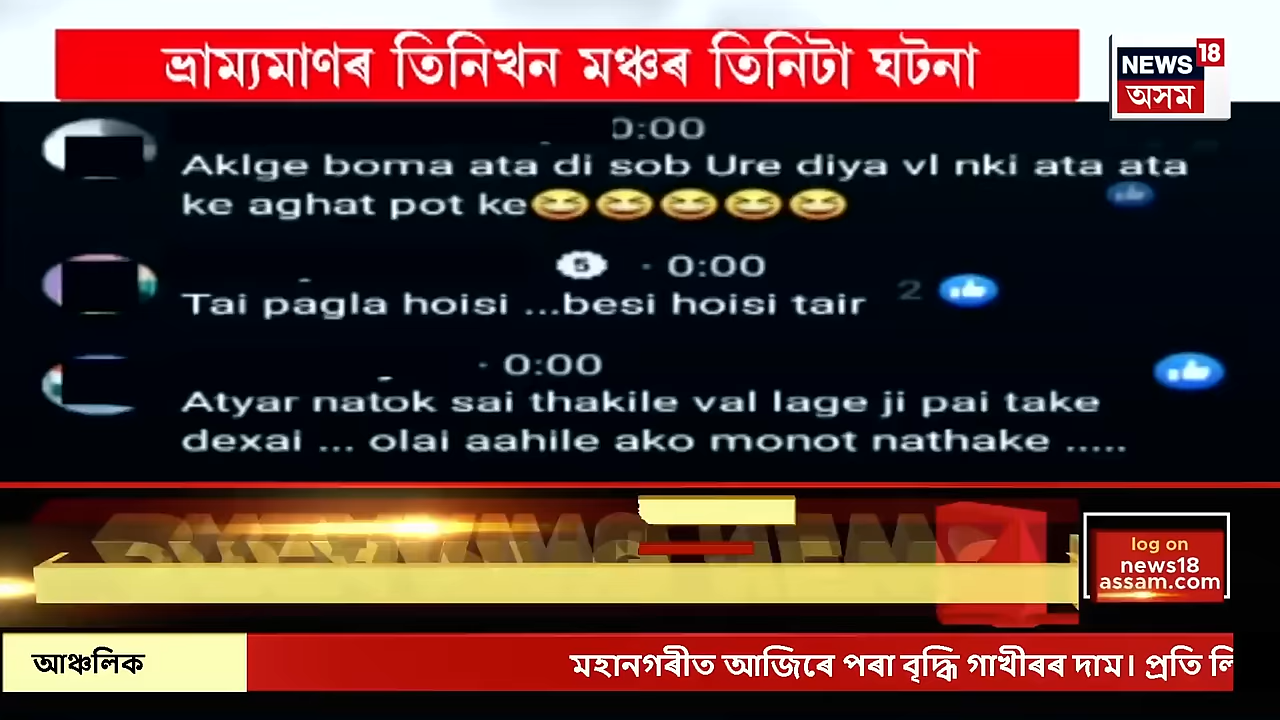 ভ্ৰাম্যমাণৰ তিনিখন মঞ্চৰ তিনিটা ঘটনা
NEWS 18
অসম
0:00
Aklge boma ata di sob Ure diya vl nki ata ata
ke aghat pot ke😆😆😆😆😆
5 · 0:00
Tai pagla hoisi ...besi hoisi tair
2
· 0:00
Atyar natok sai thakile val lage ji pai take
dexai ... olai aahile ako monot nathake .....
log on
news18
assam.com
আঞ্চলিক
মহানগৰীত আজিৰে পৰা বৃদ্ধি গাখীৰৰ দাম। প্ৰতি লি